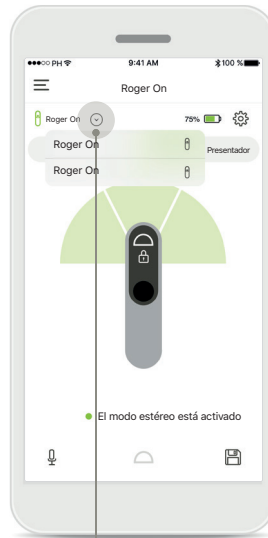 ●●●○○ PH 9:41 AM 100 %
Roger On
Roger On 75%
Roger On
Presentador
Roger On
El modo estéreo está activado